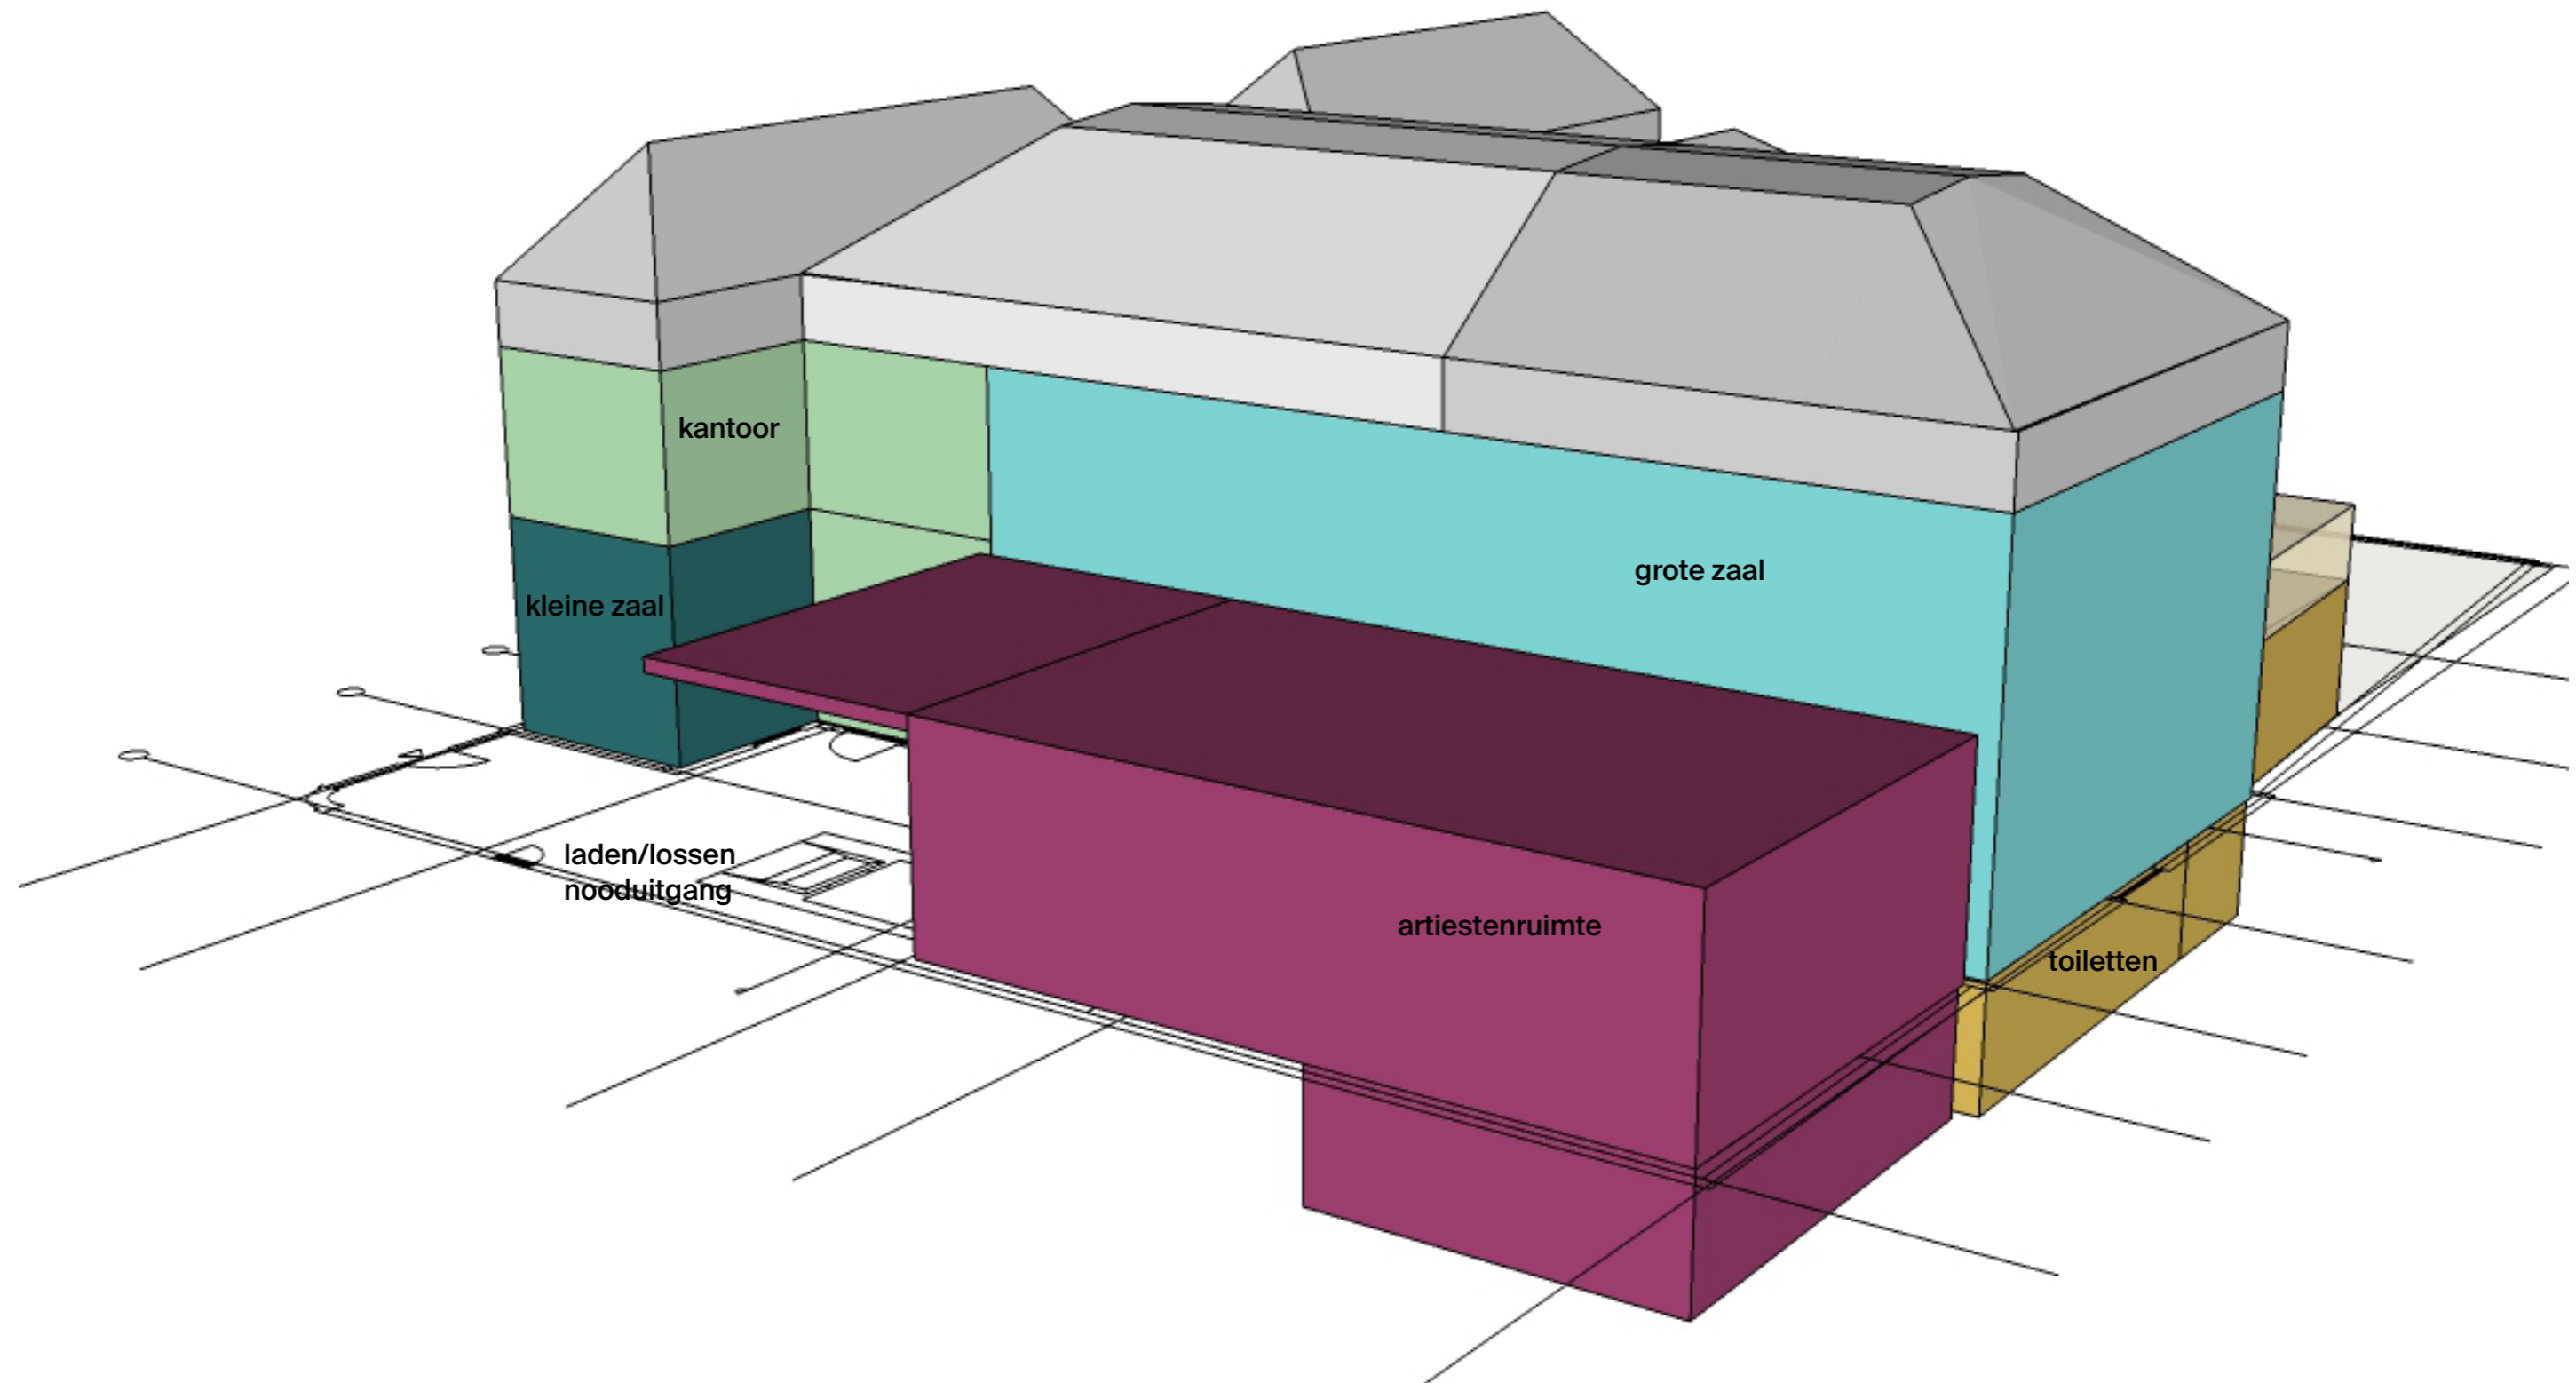 kantoor
grote zaal
kleine zaal
laden/lossen
nooduitgang
artiestenruimte
toiletten